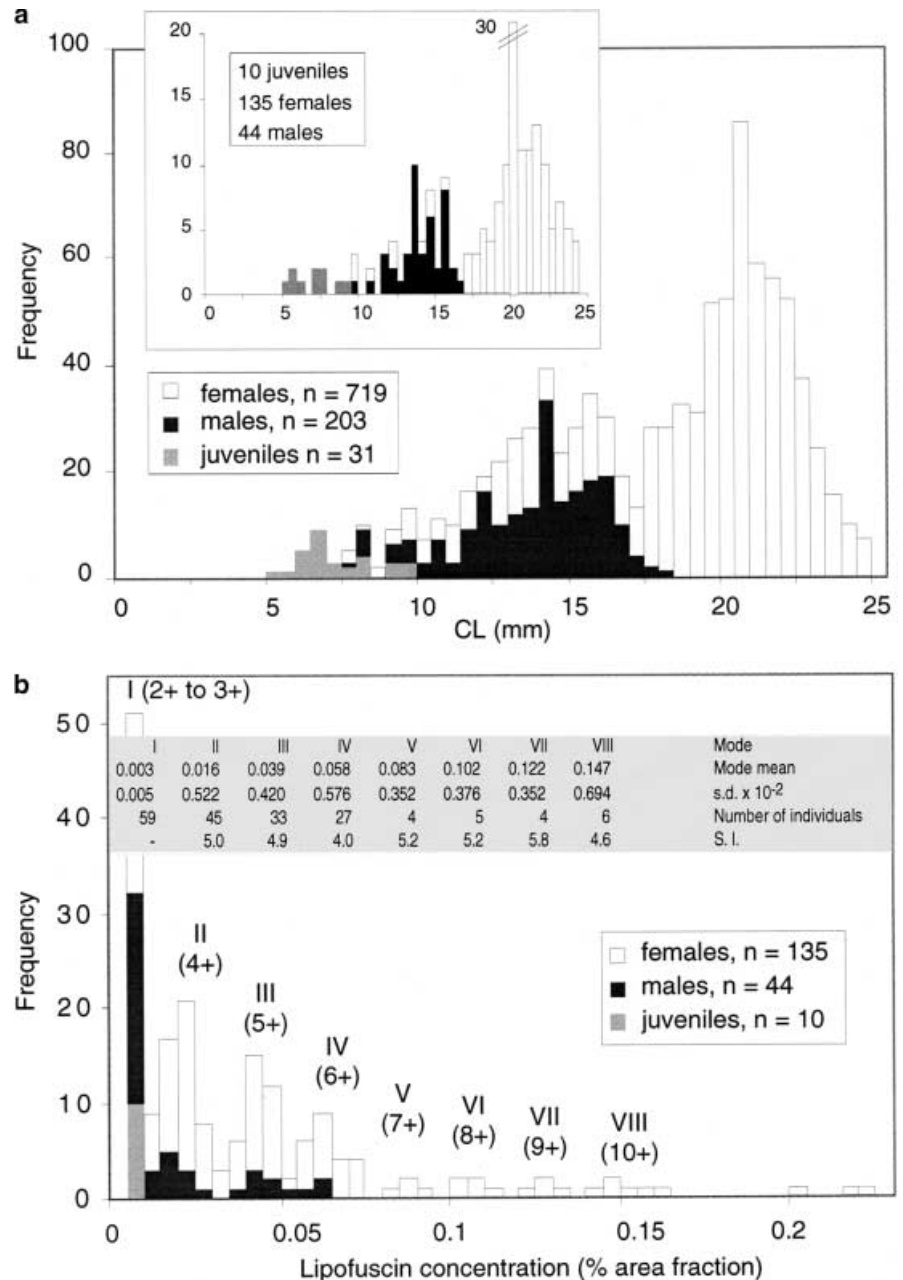 a
100
80
60
40
20
0
Frequency
30
20
15
10
5
0
10 juveniles
135 females
44 males
0 5 10 15 20 25
females, n = 719
males, n = 203
juveniles n = 31
0 5 10 15 20 25
CL (mm)
b
I (2+ to 3+)
50
40
30
20
10
0
Frequency
I II III IV V VI VII VIII Mode
0.003 0.016 0.039 0.058 0.083 0.102 0.122 0.147 Mode mean
0.005 0.522 0.420 0.576 0.352 0.376 0.352 0.694 s.d. x 10-2
59 45 33 27 4 5 4 6 Number of individuals
- 5.0 4.9 4.0 5.2 5.2 5.8 4.6 S. I.
II
(4+)
III
(5+)
IV
(6+)
V
(7+)
VI
(8+)
VII
(9+)
VIII
(10+)
females, n = 135
males, n = 44
juveniles, n = 10
0 0.05 0.1 0.15 0.2
Lipofuscin concentration (% area fraction)